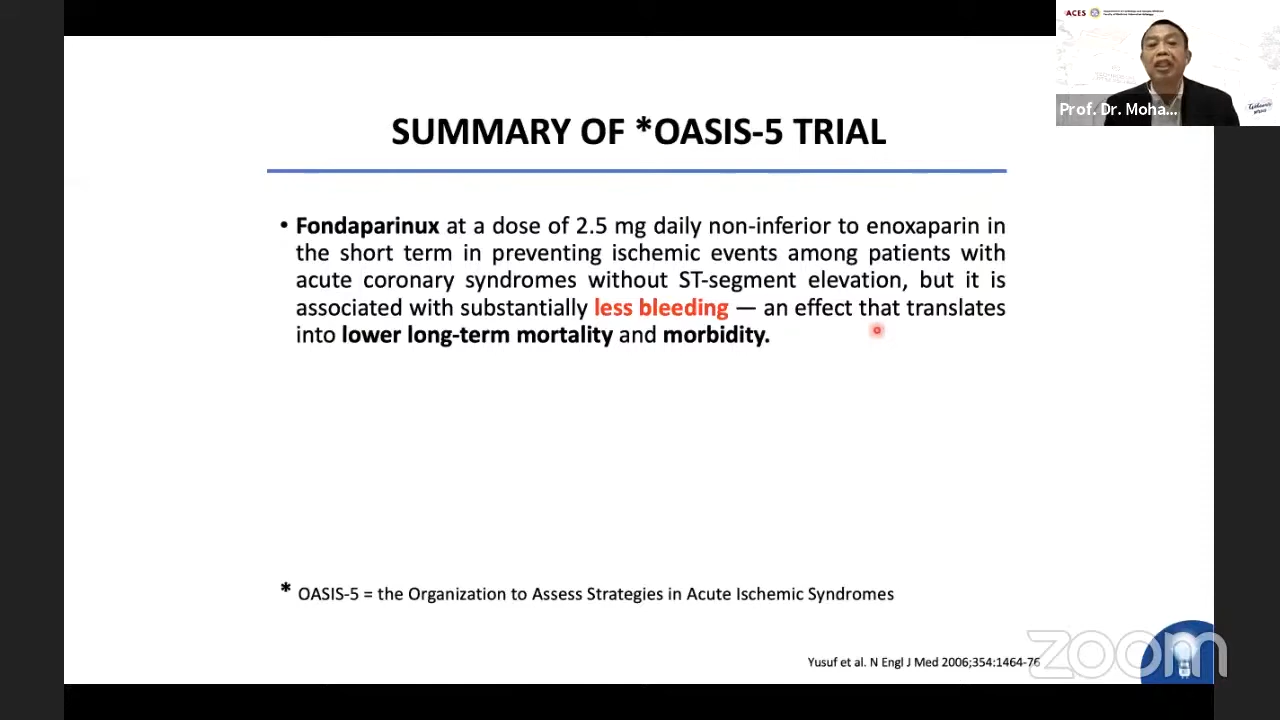 ACES
Prof. Dr. Moha...
SUMMARY OF *OASIS-5 TRIAL
• Fondaparinux at a dose of 2.5 mg daily non-inferior to enoxaparin in
the short term in preventing ischemic events among patients with
acute coronary syndromes without ST-segment elevation, but it is
associated with substantially less bleeding — an effect that translates
into lower long-term mortality and morbidity.
* OASIS-5 = the Organization to Assess Strategies in Acute Ischemic Syndromes
Yusuf et al. N Engl J Med 2006;354:1464-76
zoom